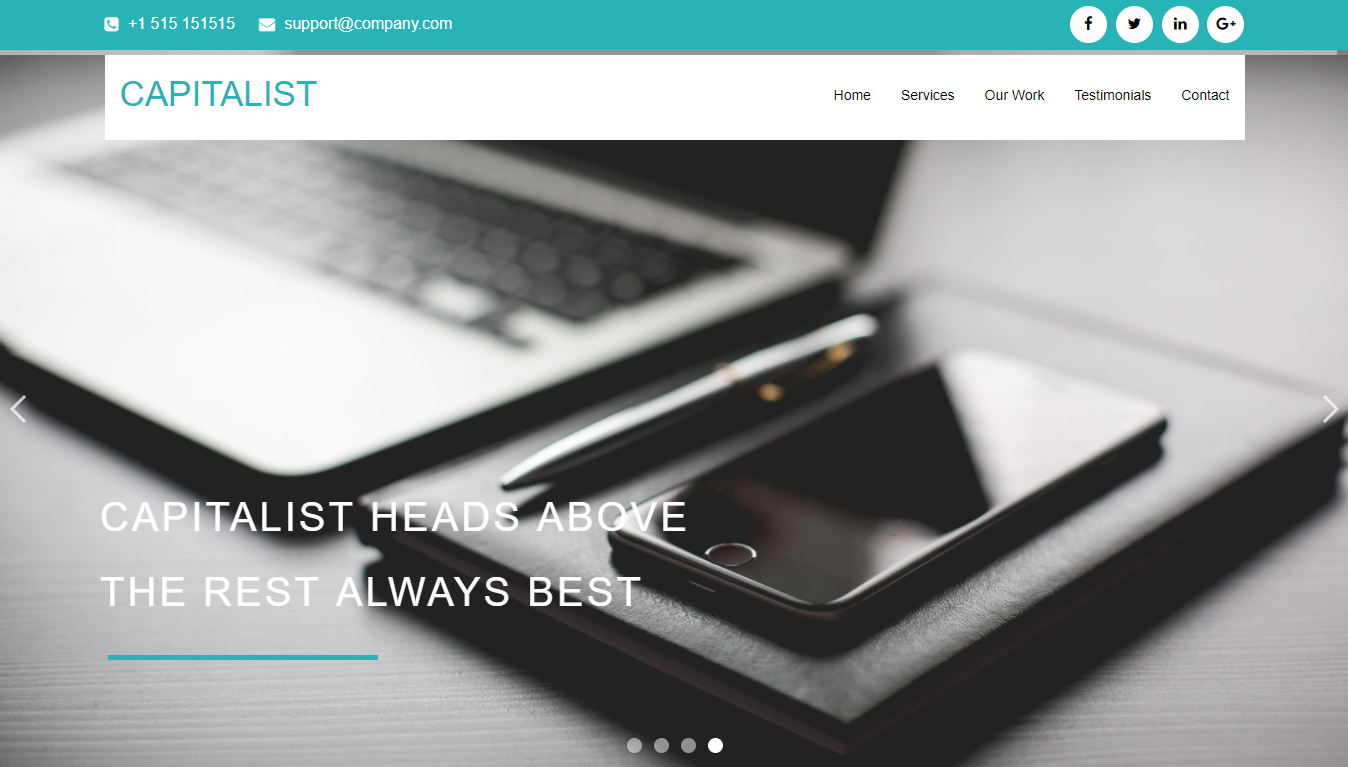 +1 515 151515 support@company.com
CAPITALIST
Home Services Our Work Testimonials Contact
CAPITALIST HEADS ABOVE
THE REST ALWAYS BEST